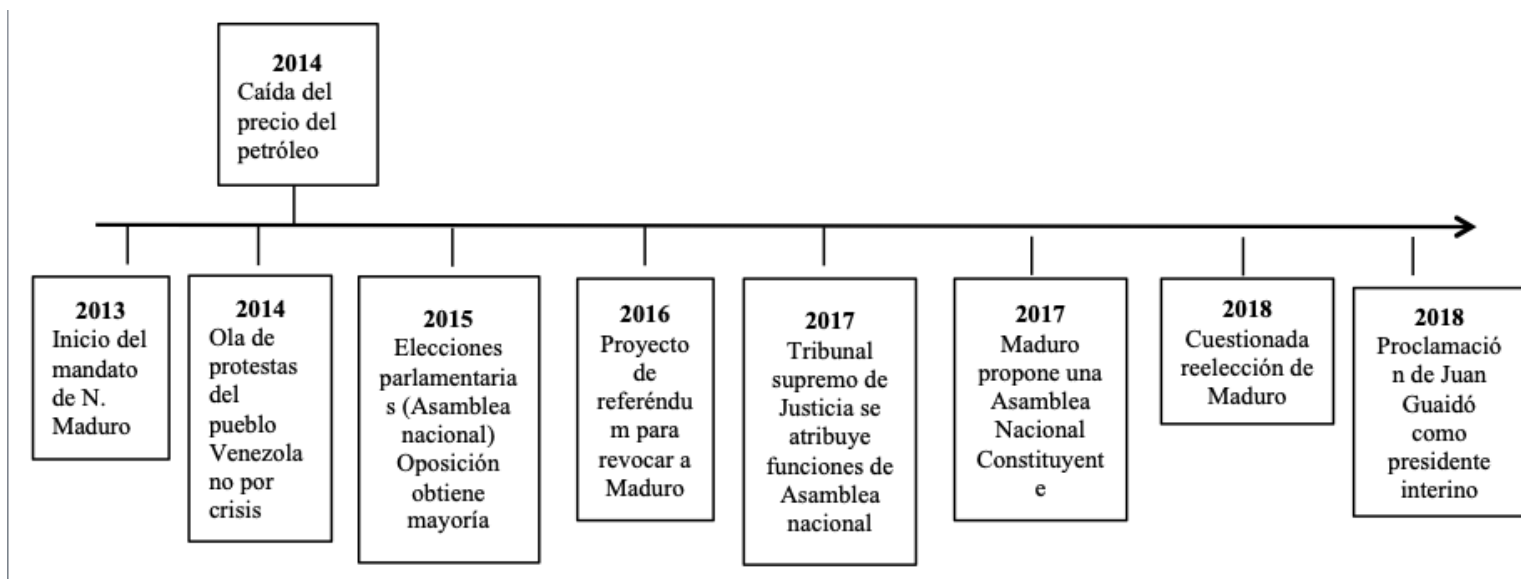 2014
Caída del
precio del
petróleo
2013
Inicio del
mandato
de N.
Maduro
2014
Ola de
protestas
del
pueblo
Venezola
no por
crisis
2015
Elecciones
parlamentaria
s (Asamblea
nacional)
Oposición
obtiene
mayoría
2016
Proyecto
de
referéndu
m para
revocar a
Maduro
2017
Tribunal
supremo de
Justicia se
atribuye
funciones de
Asamblea
nacional
2017
Maduro
propone una
Asamblea
Nacional
Constituyent
e
2018
Cuestionada
reelección de
Maduro
2018
Proclamació
n de Juan
Guaidó
como
presidente
interino